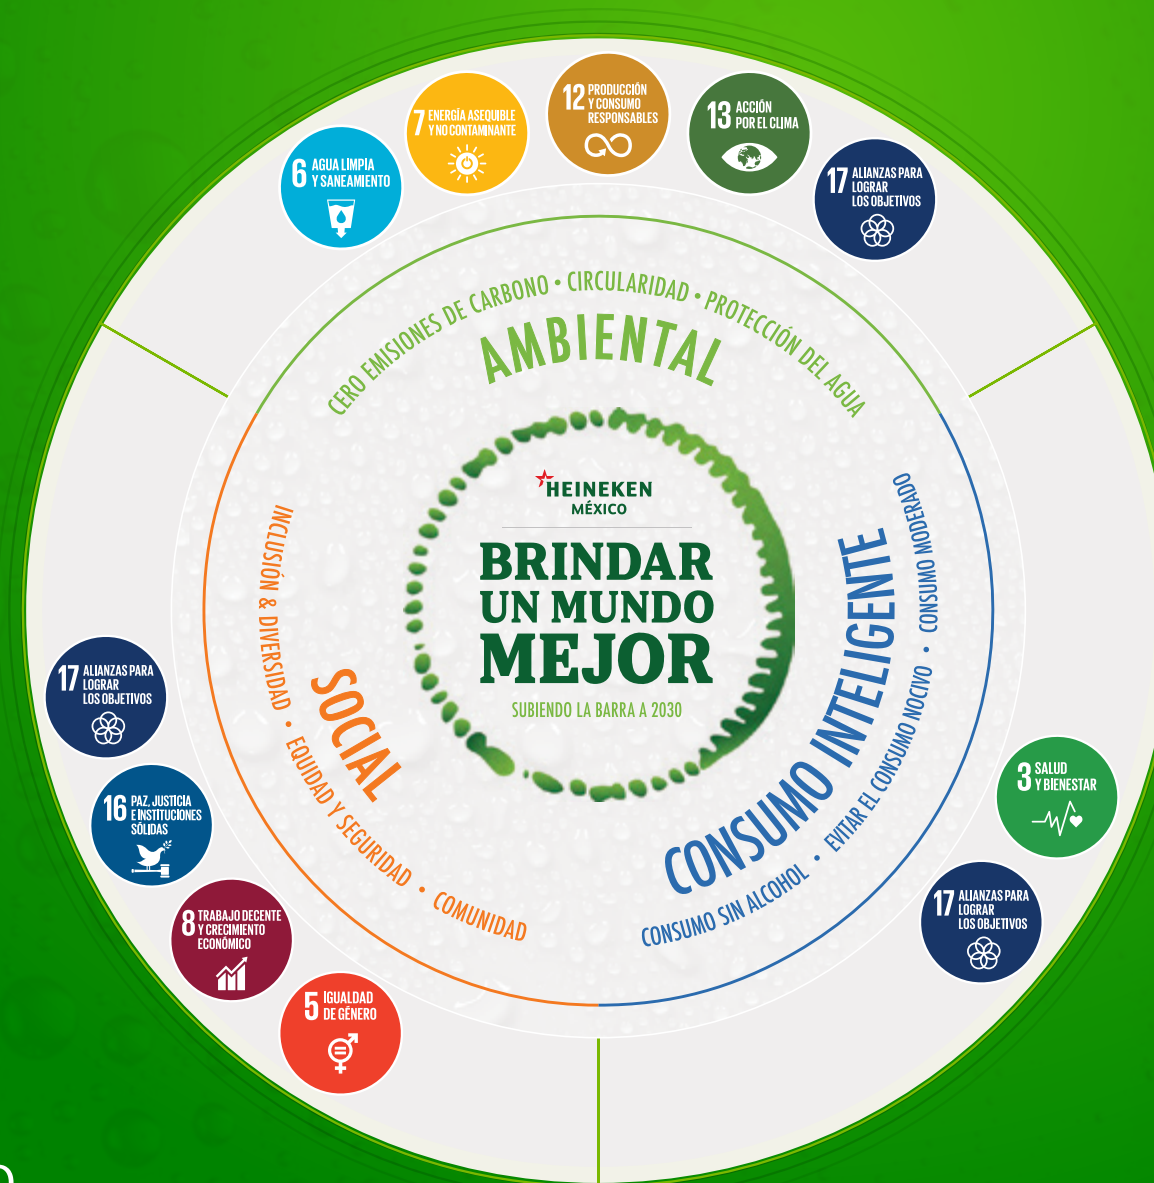 12 PRODUCCIÓN
Y CONSUMO
RESPONSABLES
7 ENERGÍA ASEQUIBLE
Y NO CONTAMINANTE
13 ACCIÓN
POR EL CLIMA
6 AGUA LIMPIA
Y SANEAMIENTO
17 ALIANZAS PARA
LOGRAR
LOS OBJETIVOS
CERO EMISIONES DE CARBONO • CIRCULARIDAD • PROTECCIÓN DEL AGUA
AMBIENTAL
HEINEKEN
MÉXICO
BRINDAR
UN MUNDO
MEJOR
SUBIENDO LA BARRA A 2030
SOCIAL
INCLUSIÓN & DIVERSIDAD • EQUIDAD Y SEGURIDAD • COMUNIDAD
CONSUMO INTELIGENTE
CONSUMO SIN ALCOHOL • EVITAR EL CONSUMO NOCIVO • CONSUMO MODERADO
17 ALIANZAS PARA
LOGRAR
LOS OBJETIVOS
16 PAZ, JUSTICIA
E INSTITUCIONES
SÓLIDAS
8 TRABAJO DECENTE
Y CRECIMIENTO
ECONÓMICO
5 IGUALDAD
DE GÉNERO
3 SALUD
Y BIENESTAR
17 ALIANZAS PARA
LOGRAR
LOS OBJETIVOS